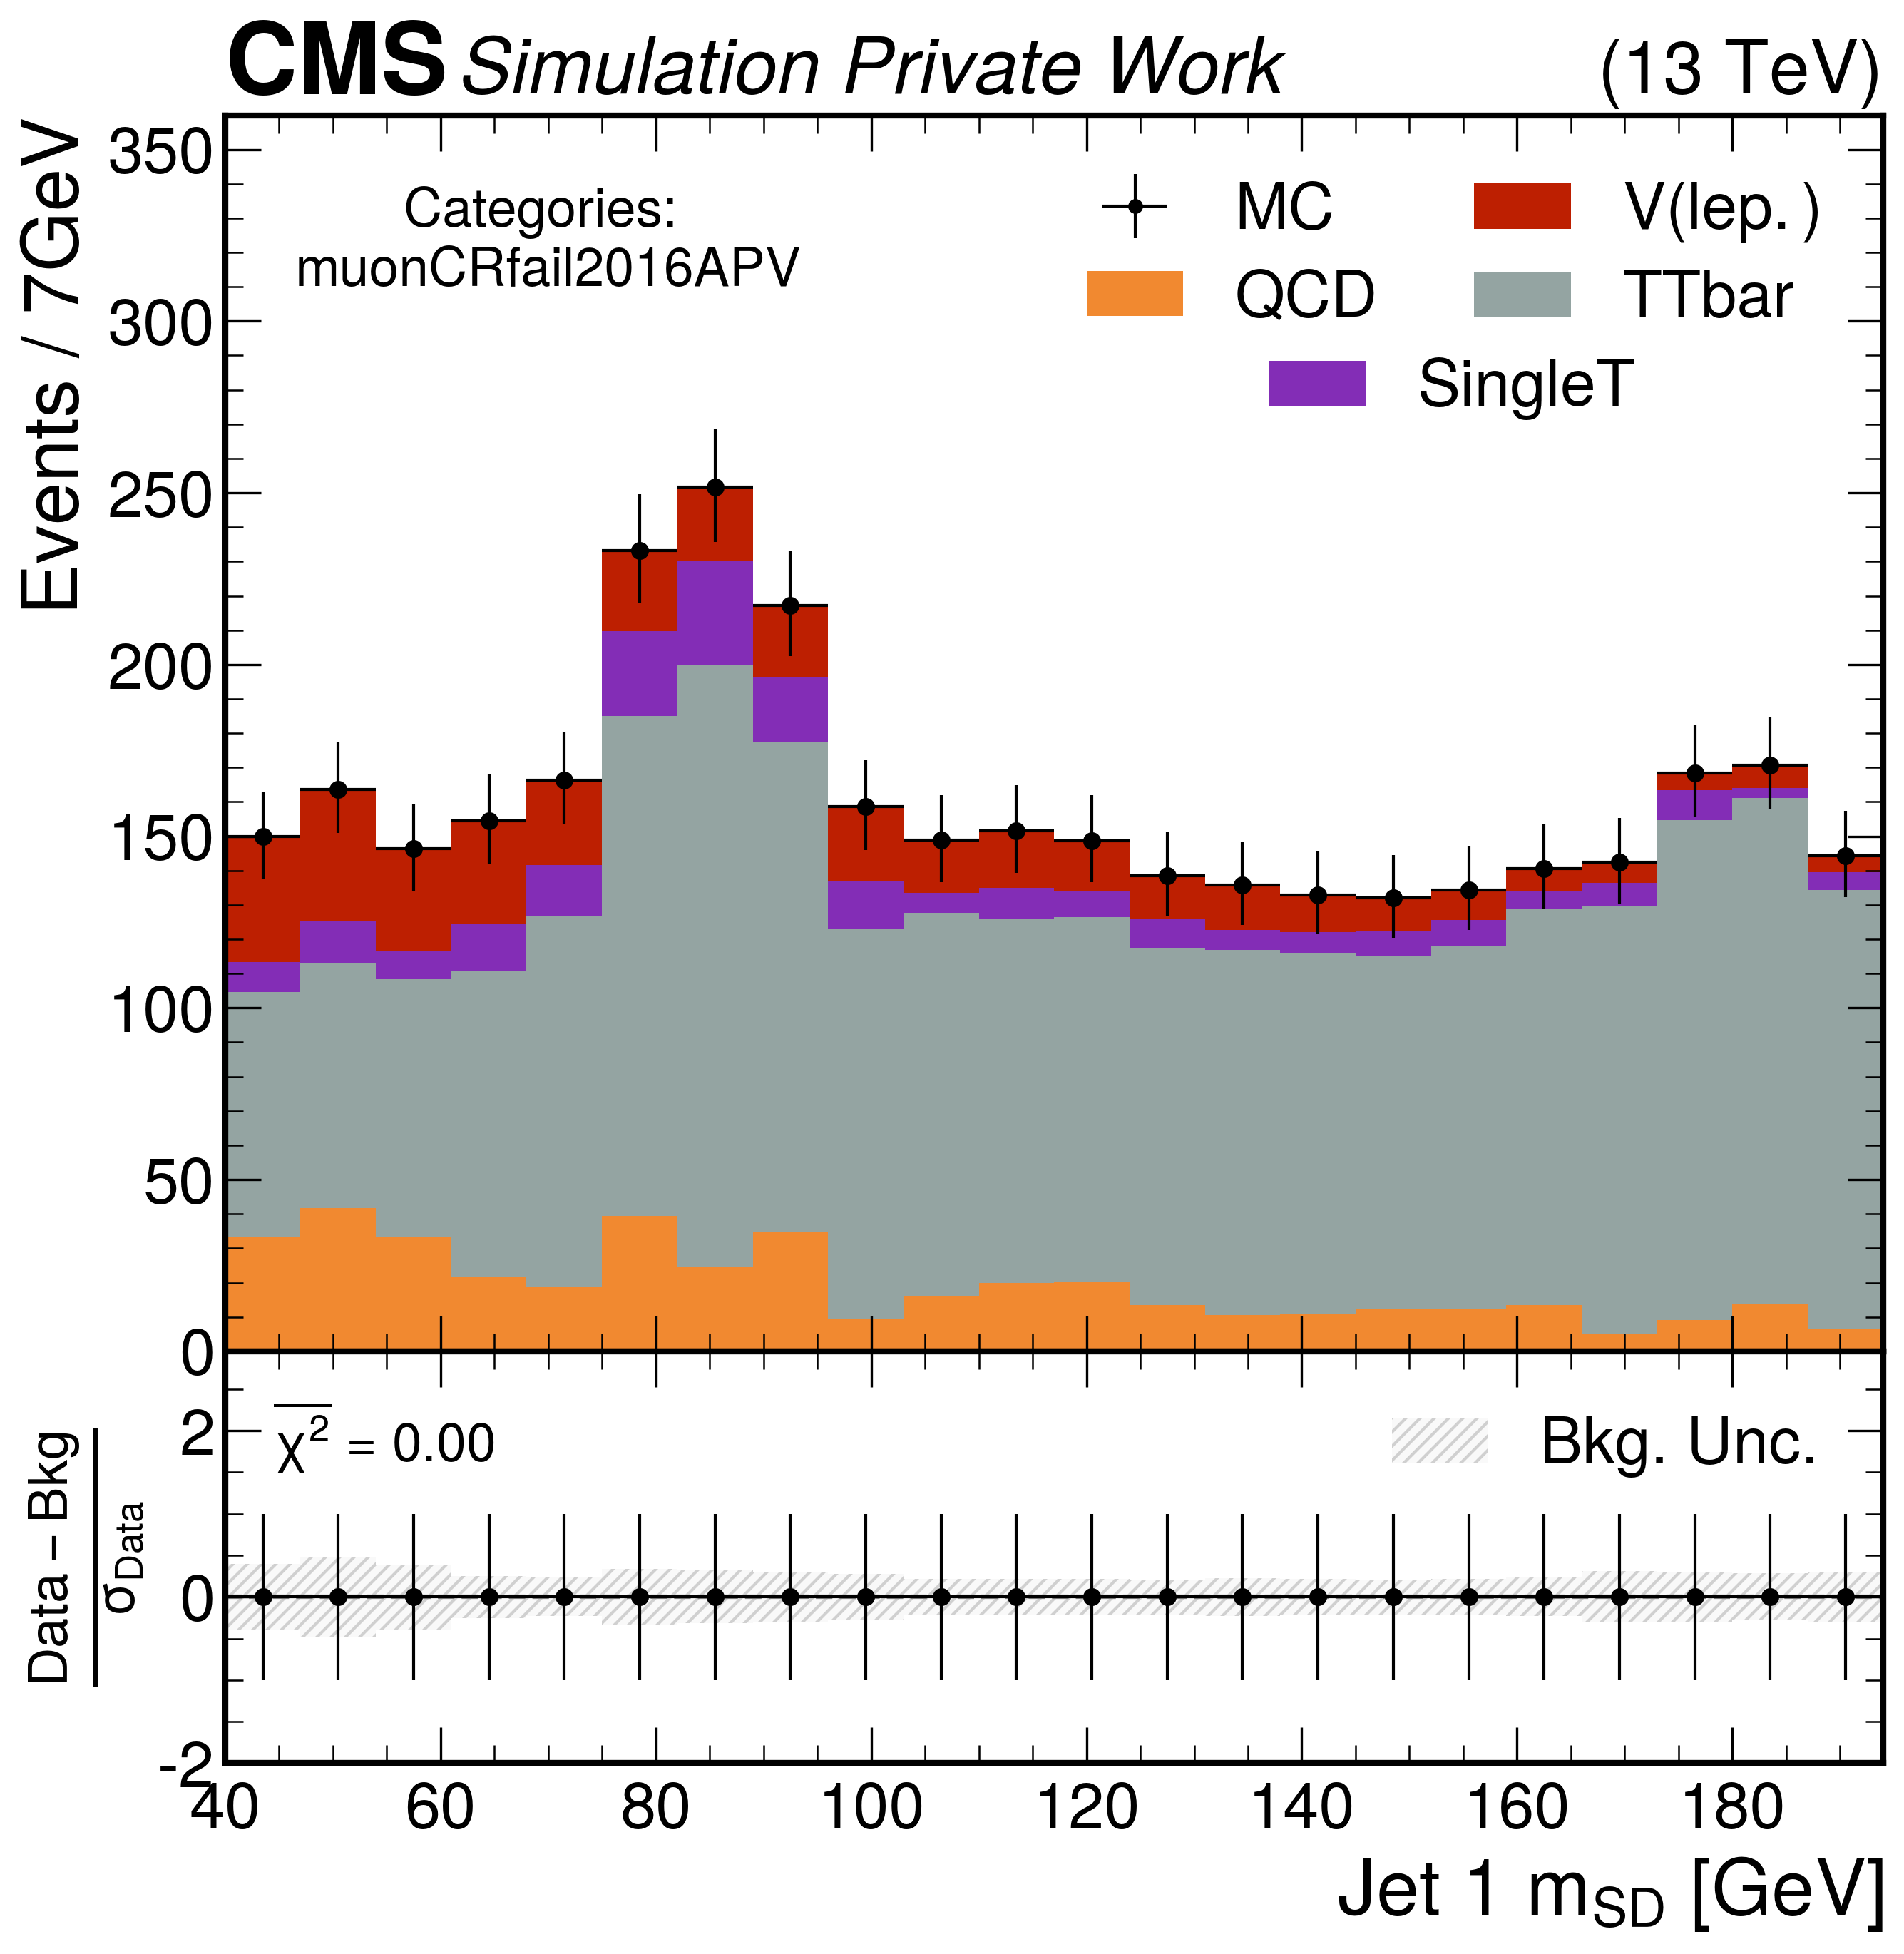 CMS Simulation Private Work (13 TeV)
Events / 7GeV
350
300
250
200
150
100
50
0
Categories:
muonCRfail2016APV
MC V(lep.)
QCD TTbar
SingleT
Data − Bkg
σData
2
0
-2
χ² = 0.00
Bkg. Unc.
40 60 80 100 120 140 160 180
Jet 1 mSD [GeV]